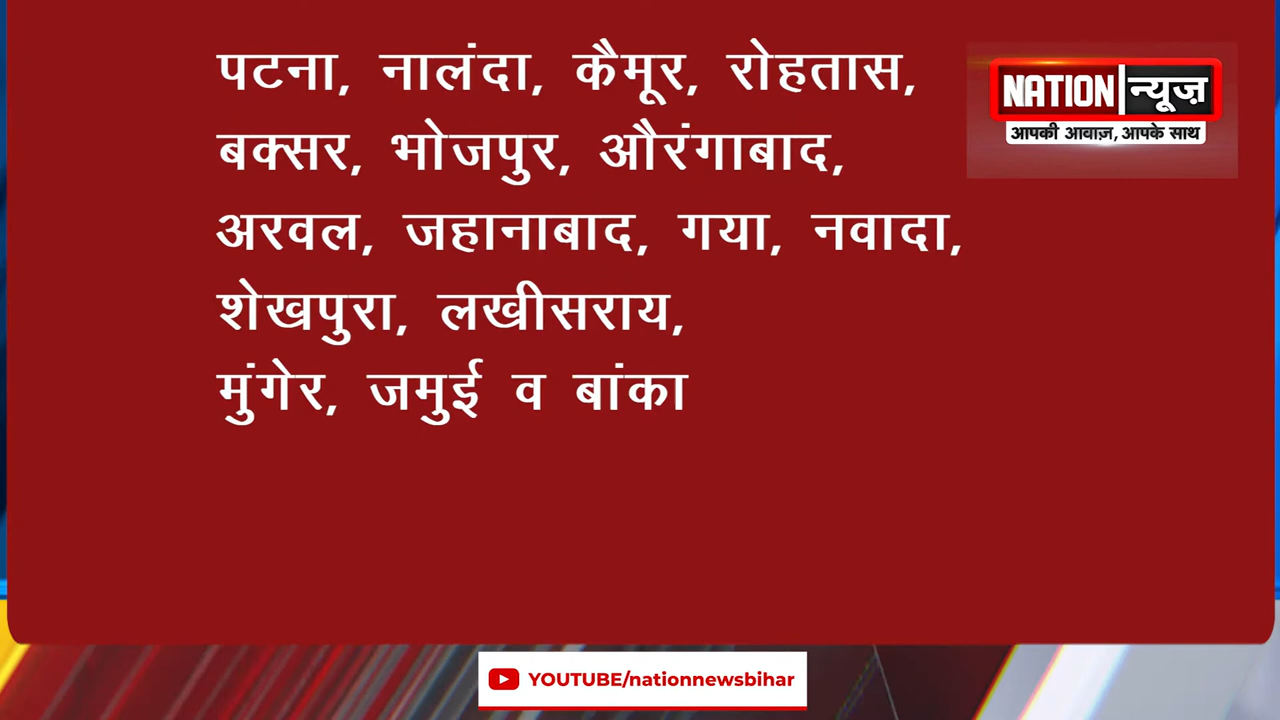 पटना, नालंदा, कैमूर, रोहतास,
बक्सर, भोजपुर, औरंगाबाद,
अरवल, जहानाबाद, गया, नवादा,
शेखपुरा, लखीसराय,
मुंगेर, जमुई व बांका
NATION न्यूज़
आपकी आवाज़, आपके साथ
YOUTUBE/nationnewsbihar